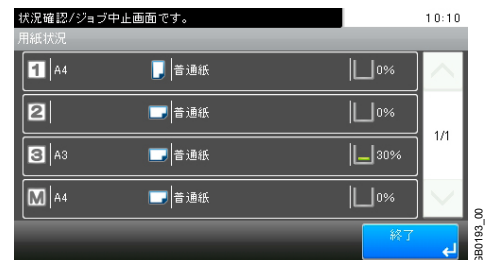 状況確認/ジョブ中止画面です。 10:10
用紙状況
1 A4 普通紙 0%
2 普通紙 0%
3 A3 普通紙 30%
M A4 普通紙 0%
1/1
終了
GB0193_00